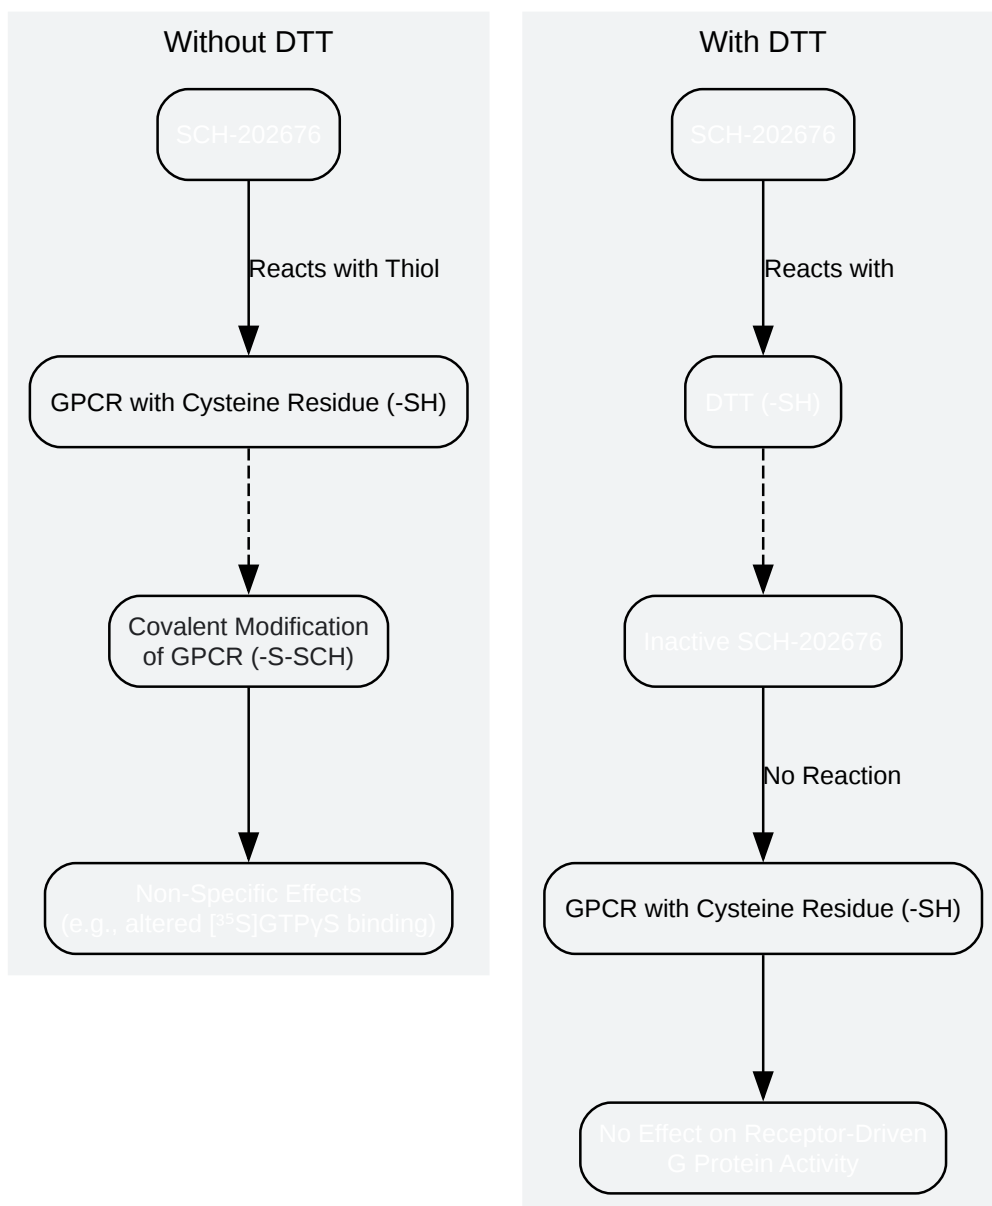 Without DTT
SCH-202676
Reacts with Thiol
GPCR with Cysteine Residue (-SH)
Covalent Modification
of GPCR (-S-SCH)
Non-Specific Effects
(e.g., altered [³⁵S]GTPγS binding)
With DTT
SCH-202676
Reacts with
DTT (-SH)
Inactive SCH-202676
No Reaction
GPCR with Cysteine Residue (-SH)
No Effect on Receptor-Driven
G Protein Activity